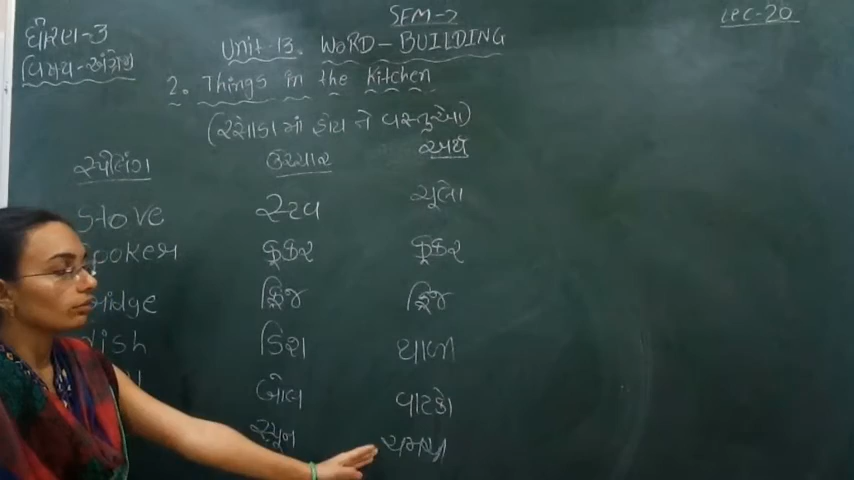 SEM-2
LEC-20
ધોરણ-3
(વિષય-અંગ્રેજી)
Unit-13. WORD-BUILDING
2. Things in the Kitchen
(રસોડામાં હોય તે વસ્તુઓ)
સ્પેલિંગ ઉચ્ચાર અર્થ
Stove સ્ટવ ચૂલો
કૂકર કૂકર
ફ્રિજ ફ્રિજ
dish ડિશ થાળી
બોલ વાટકો
સ્પૂન ચમચી